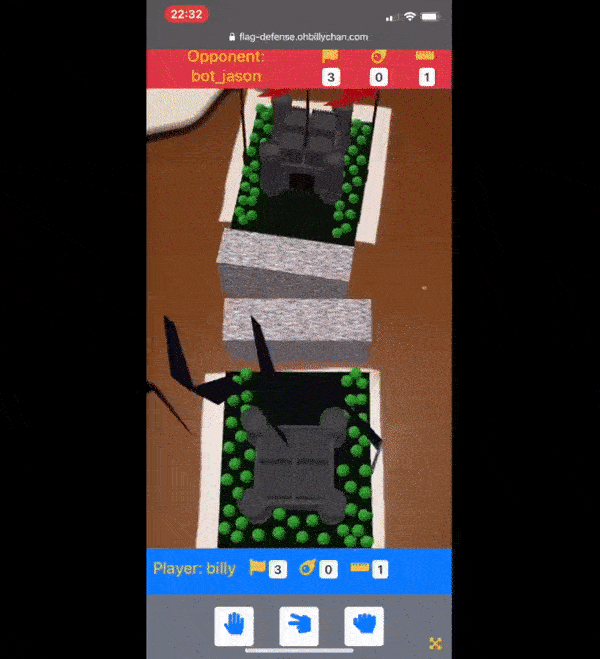 22:32
flag-defense.ohbillychan.com
Opponent:
bot_jason
3 0 1
Player: billy 3 0 1